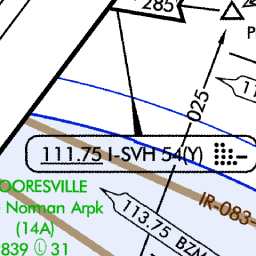 285
025
111.75 I-SVH 54(Y)
OORESVILLE
Norman Arpk
(14A)
839 31
IR-083
113.75 BZM